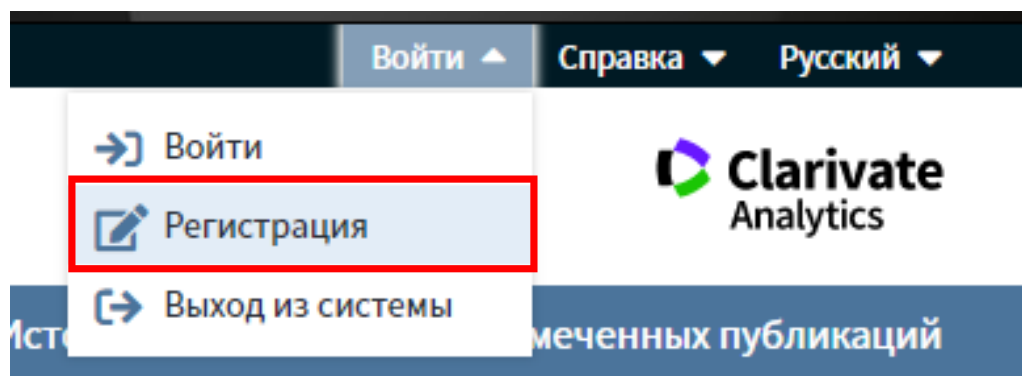 Войти Справка Русский
Войти
Регистрация
Выход из системы
Clarivate
Analytics
меченных публикаций